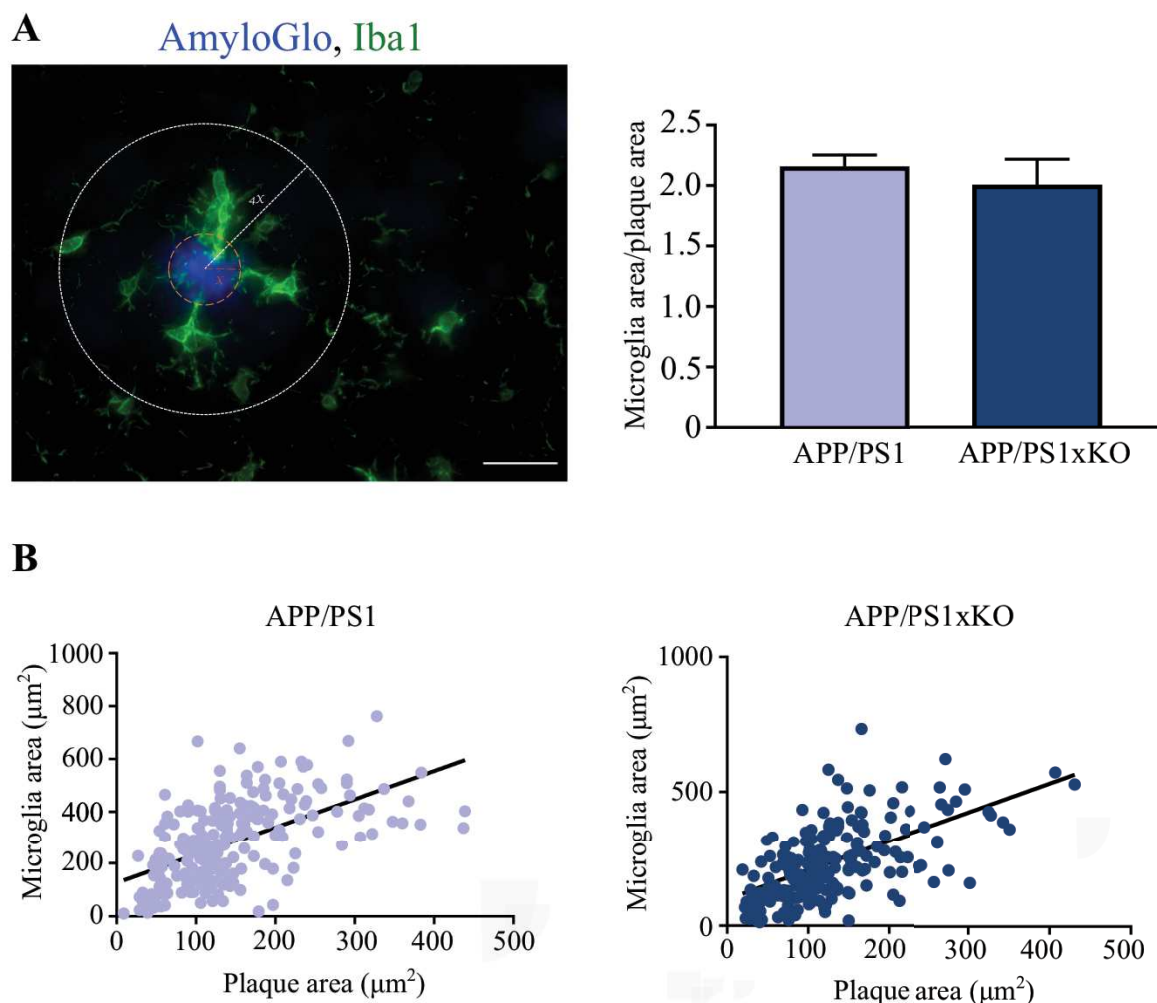 A
AmyloGlo, Iba1
4X
X
Microglia area/plaque area
2.5
2.0
1.5
1.0
0.5
0
APP/PS1
APP/PS1xKO
B
APP/PS1
Microglia area (μm²)
1000
800
600
400
200
0
0 100 200 300 400 500
Plaque area (μm²)
APP/PS1xKO
Microglia area (μm²)
1000
500
0
0 100 200 300 400 500
Plaque area (μm²)